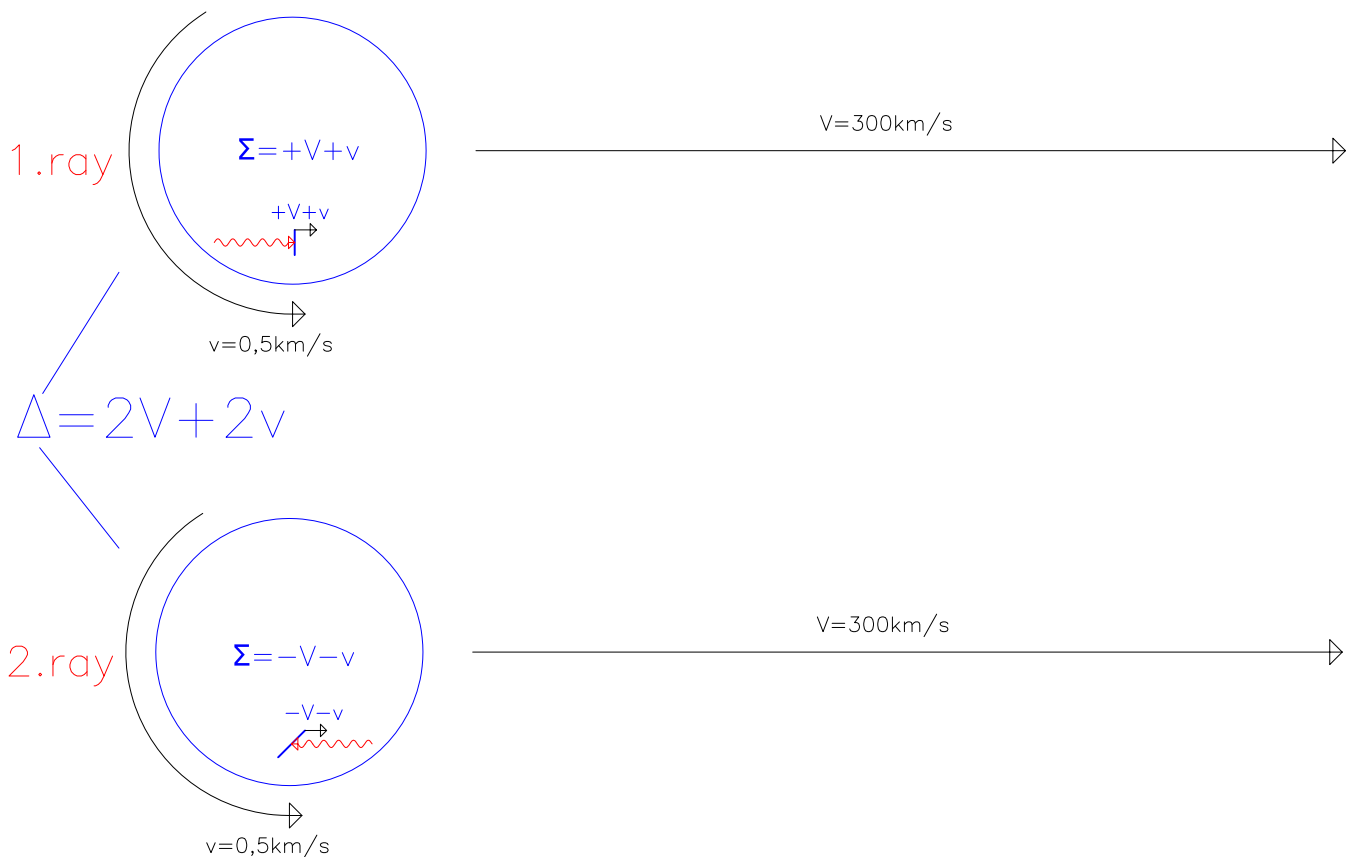 V=300km/s
1.ray
Σ=+V+v
+V+v
v=0,5km/s
Δ=2V+2v
V=300km/s
2.ray
Σ=-V-v
-V-v
v=0,5km/s